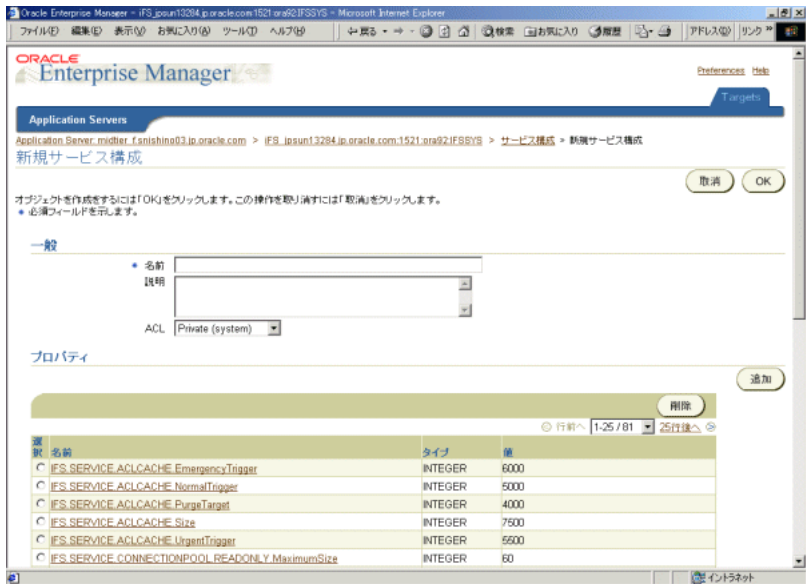 Oracle Enterprise Manager - iFS_jpsun13284.jp.oracle.com:1521:ora92:IFSSYS - Microsoft Internet Explorer
ファイル(F) 編集(E) 表示(V) お気に入り(A) ツール(T) ヘルプ(H) 戻る 検索 お気に入り 履歴 アドレス(D) リンク »
ORACLE
Enterprise Manager
Preferences Help
Targets
Application Servers
Application Server: midtier_f.snishino03.jp.oracle.com > iFS_jpsun13284.jp.oracle.com:1521:ora92:IFSSYS > サービス構成 > 新規サービス構成
新規サービス構成
取消 OK
オブジェクトを作成をするには「OK」をクリックします。この操作を取り消すには「取消」をクリックします。
必須フィールドを示します。
一般
名前
説明
ACL Private (system)
プロパティ
追加
削除
行前へ 1-25 / 81 25行後へ
選択 名前 タイプ 値
IFS.SERVICE.ACLCACHE.EmergencyTrigger INTEGER 6000
IFS.SERVICE.ACLCACHE.NormalTrigger INTEGER 5000
IFS.SERVICE.ACLCACHE.PurgeTarget INTEGER 4000
IFS.SERVICE.ACLCACHE.Size INTEGER 7500
IFS.SERVICE.ACLCACHE.UrgentTrigger INTEGER 5500
IFS.SERVICE.CONNECTIONPOOL.READONLY.MaximumSize INTEGER 60
イントラネット